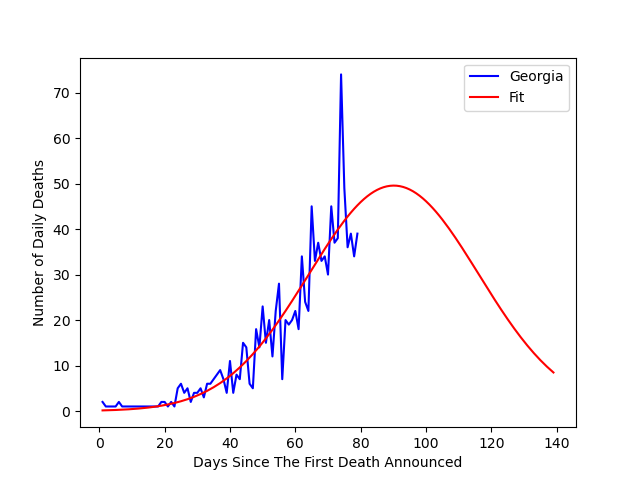 Georgia
Fit
70
60
50
40
30
20
10
0
Number of Daily Deaths
0 20 40 60 80 100 120 140
Days Since The First Death Announced